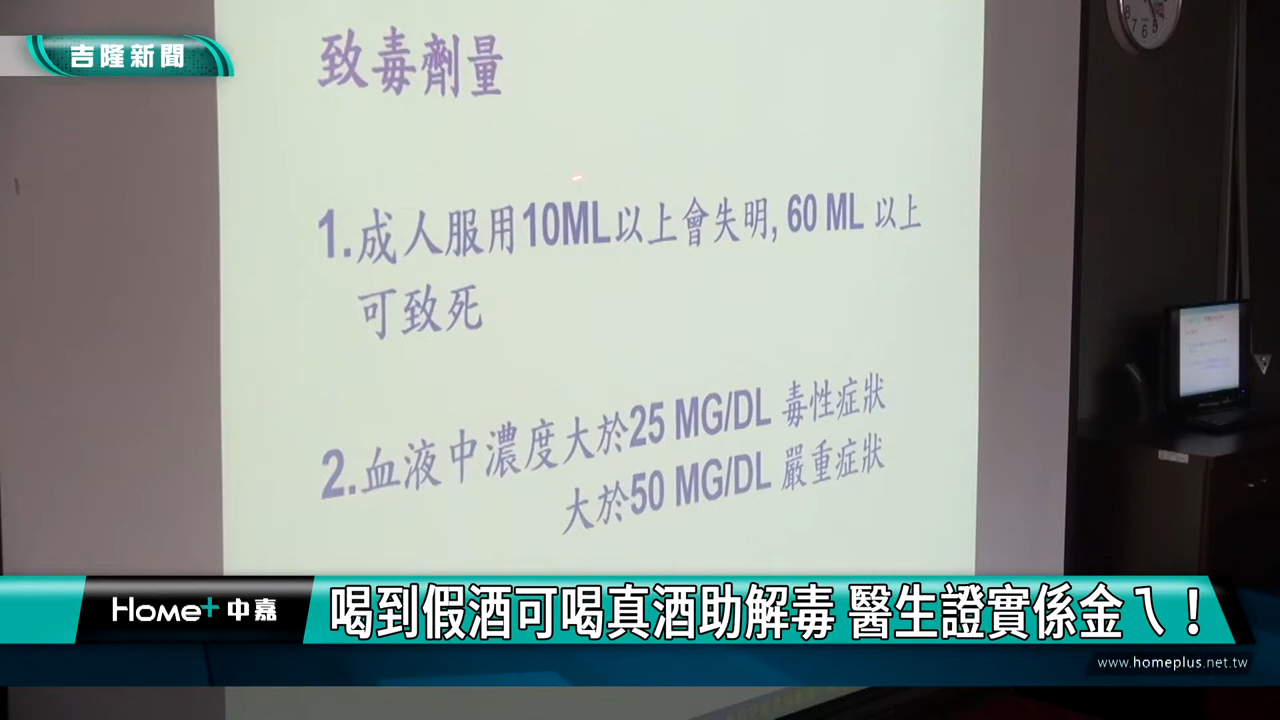 吉隆新聞
致毒劑量
1.成人服用10ML以上會失明, 60 ML 以上
可致死
2.血液中濃度大於25 MG/DL 毒性症狀
大於50 MG/DL 嚴重症狀
Home+中嘉
喝到假酒可喝真酒助解毒 醫生證實係金ㄟ!
www.homeplus.net.tw